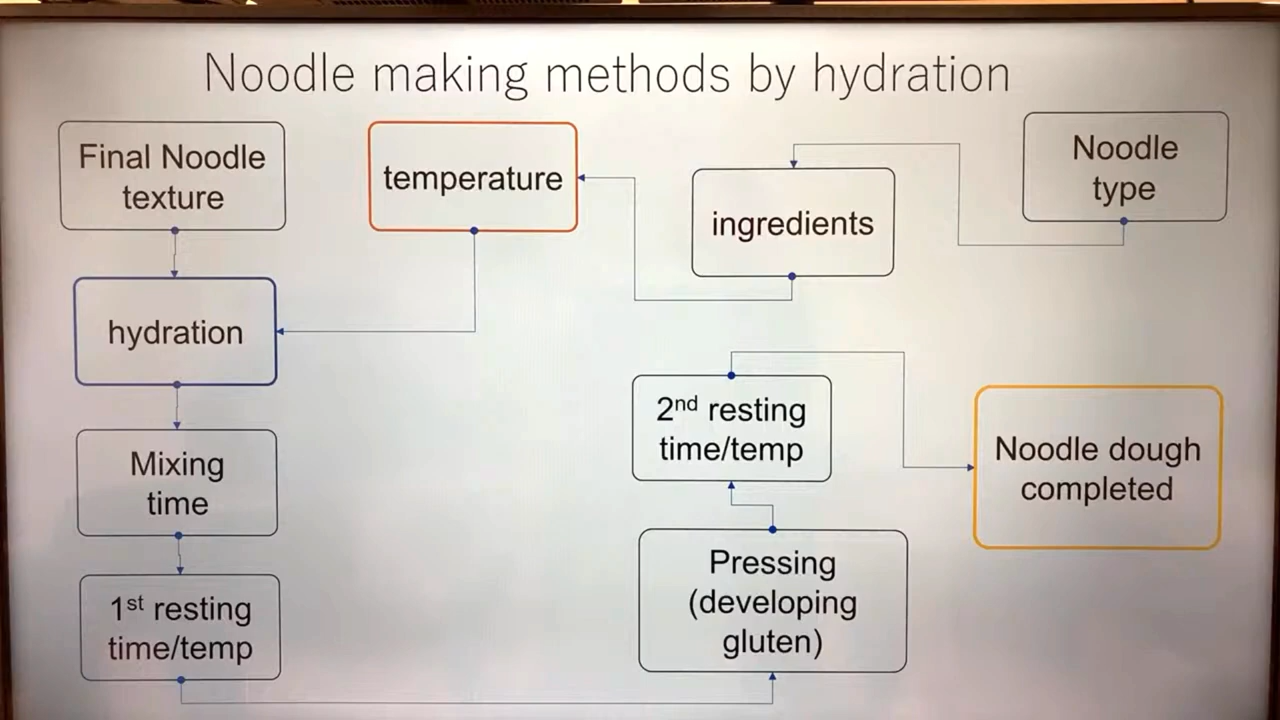 Noodle making methods by hydration
Final Noodle
texture
temperature
ingredients
Noodle
type
hydration
Mixing
time
1st resting
time/temp
2nd resting
time/temp
Pressing
(developing
gluten)
Noodle dough
completed